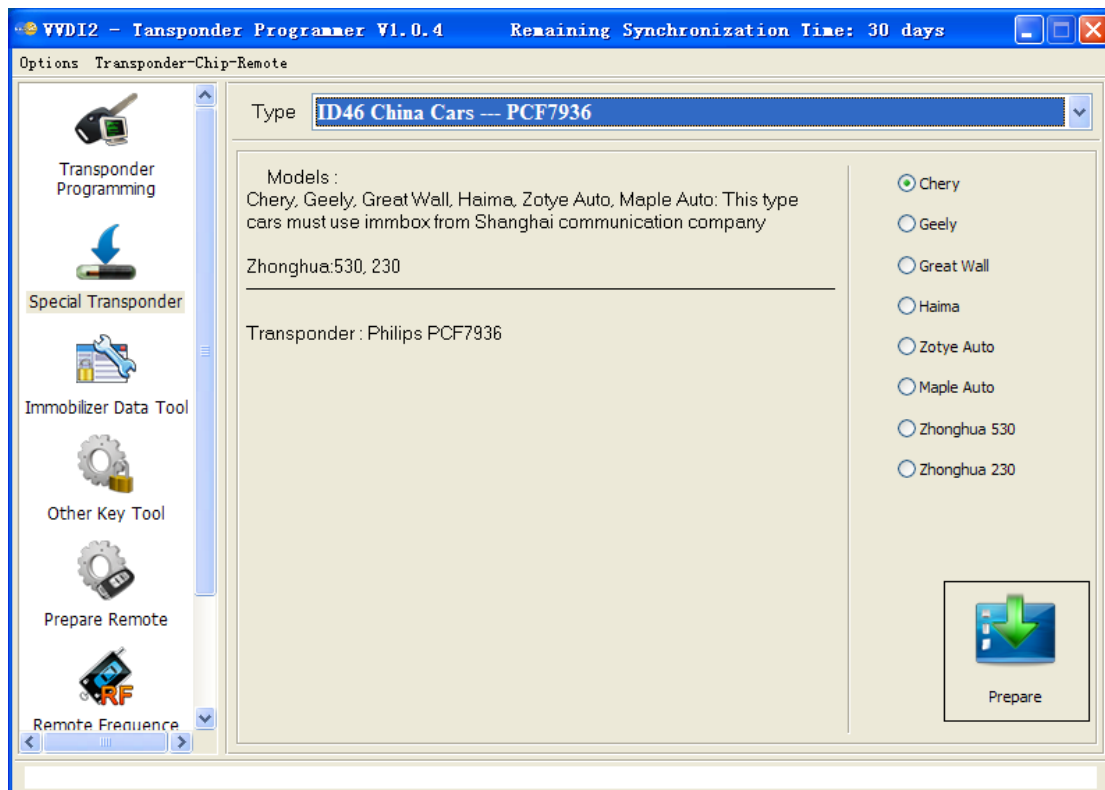 VVDI2 - Tansponder Programmer V1.0.4 Remaining Synchronization Time: 30 days
Options Transponder-Chip-Remote
Transponder
Programming
Special Transponder
Immobilizer Data Tool
Other Key Tool
Prepare Remote
RF
Remote Frequence
Type ID46 China Cars --- PCF7936
Models :
Chery, Geely, Great Wall, Haima, Zotye Auto, Maple Auto: This type
cars must use immbox from Shanghai communication company
Zhonghua:530, 230
Transponder : Philips PCF7936
Chery
Geely
Great Wall
Haima
Zotye Auto
Maple Auto
Zhonghua 530
Zhonghua 230
Prepare